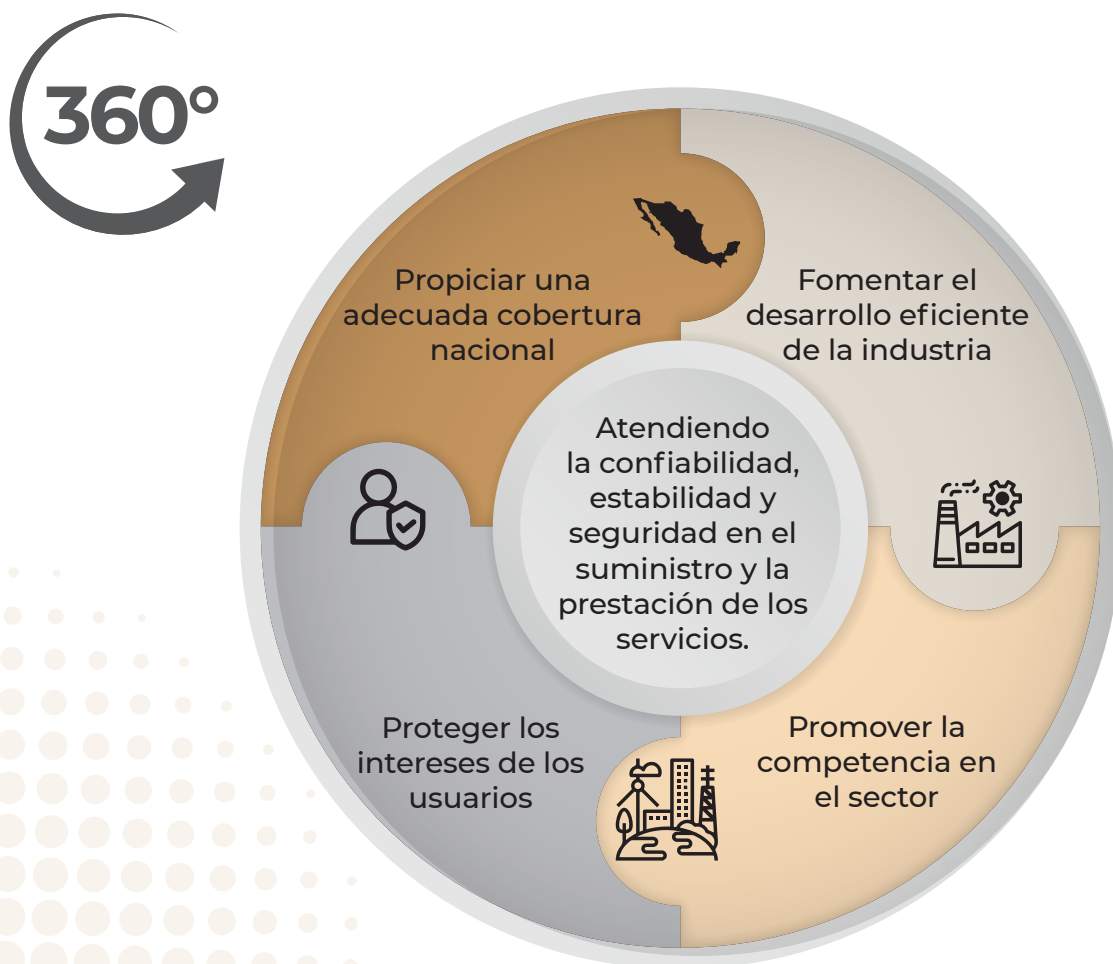 360°
Propiciar una
adecuada cobertura
nacional
Fomentar el
desarrollo eficiente
de la industria
Atendiendo
la confiabilidad,
estabilidad y
seguridad en el
suministro y la
prestación de los
servicios.
Proteger los
intereses de los
usuarios
Promover la
competencia en
el sector